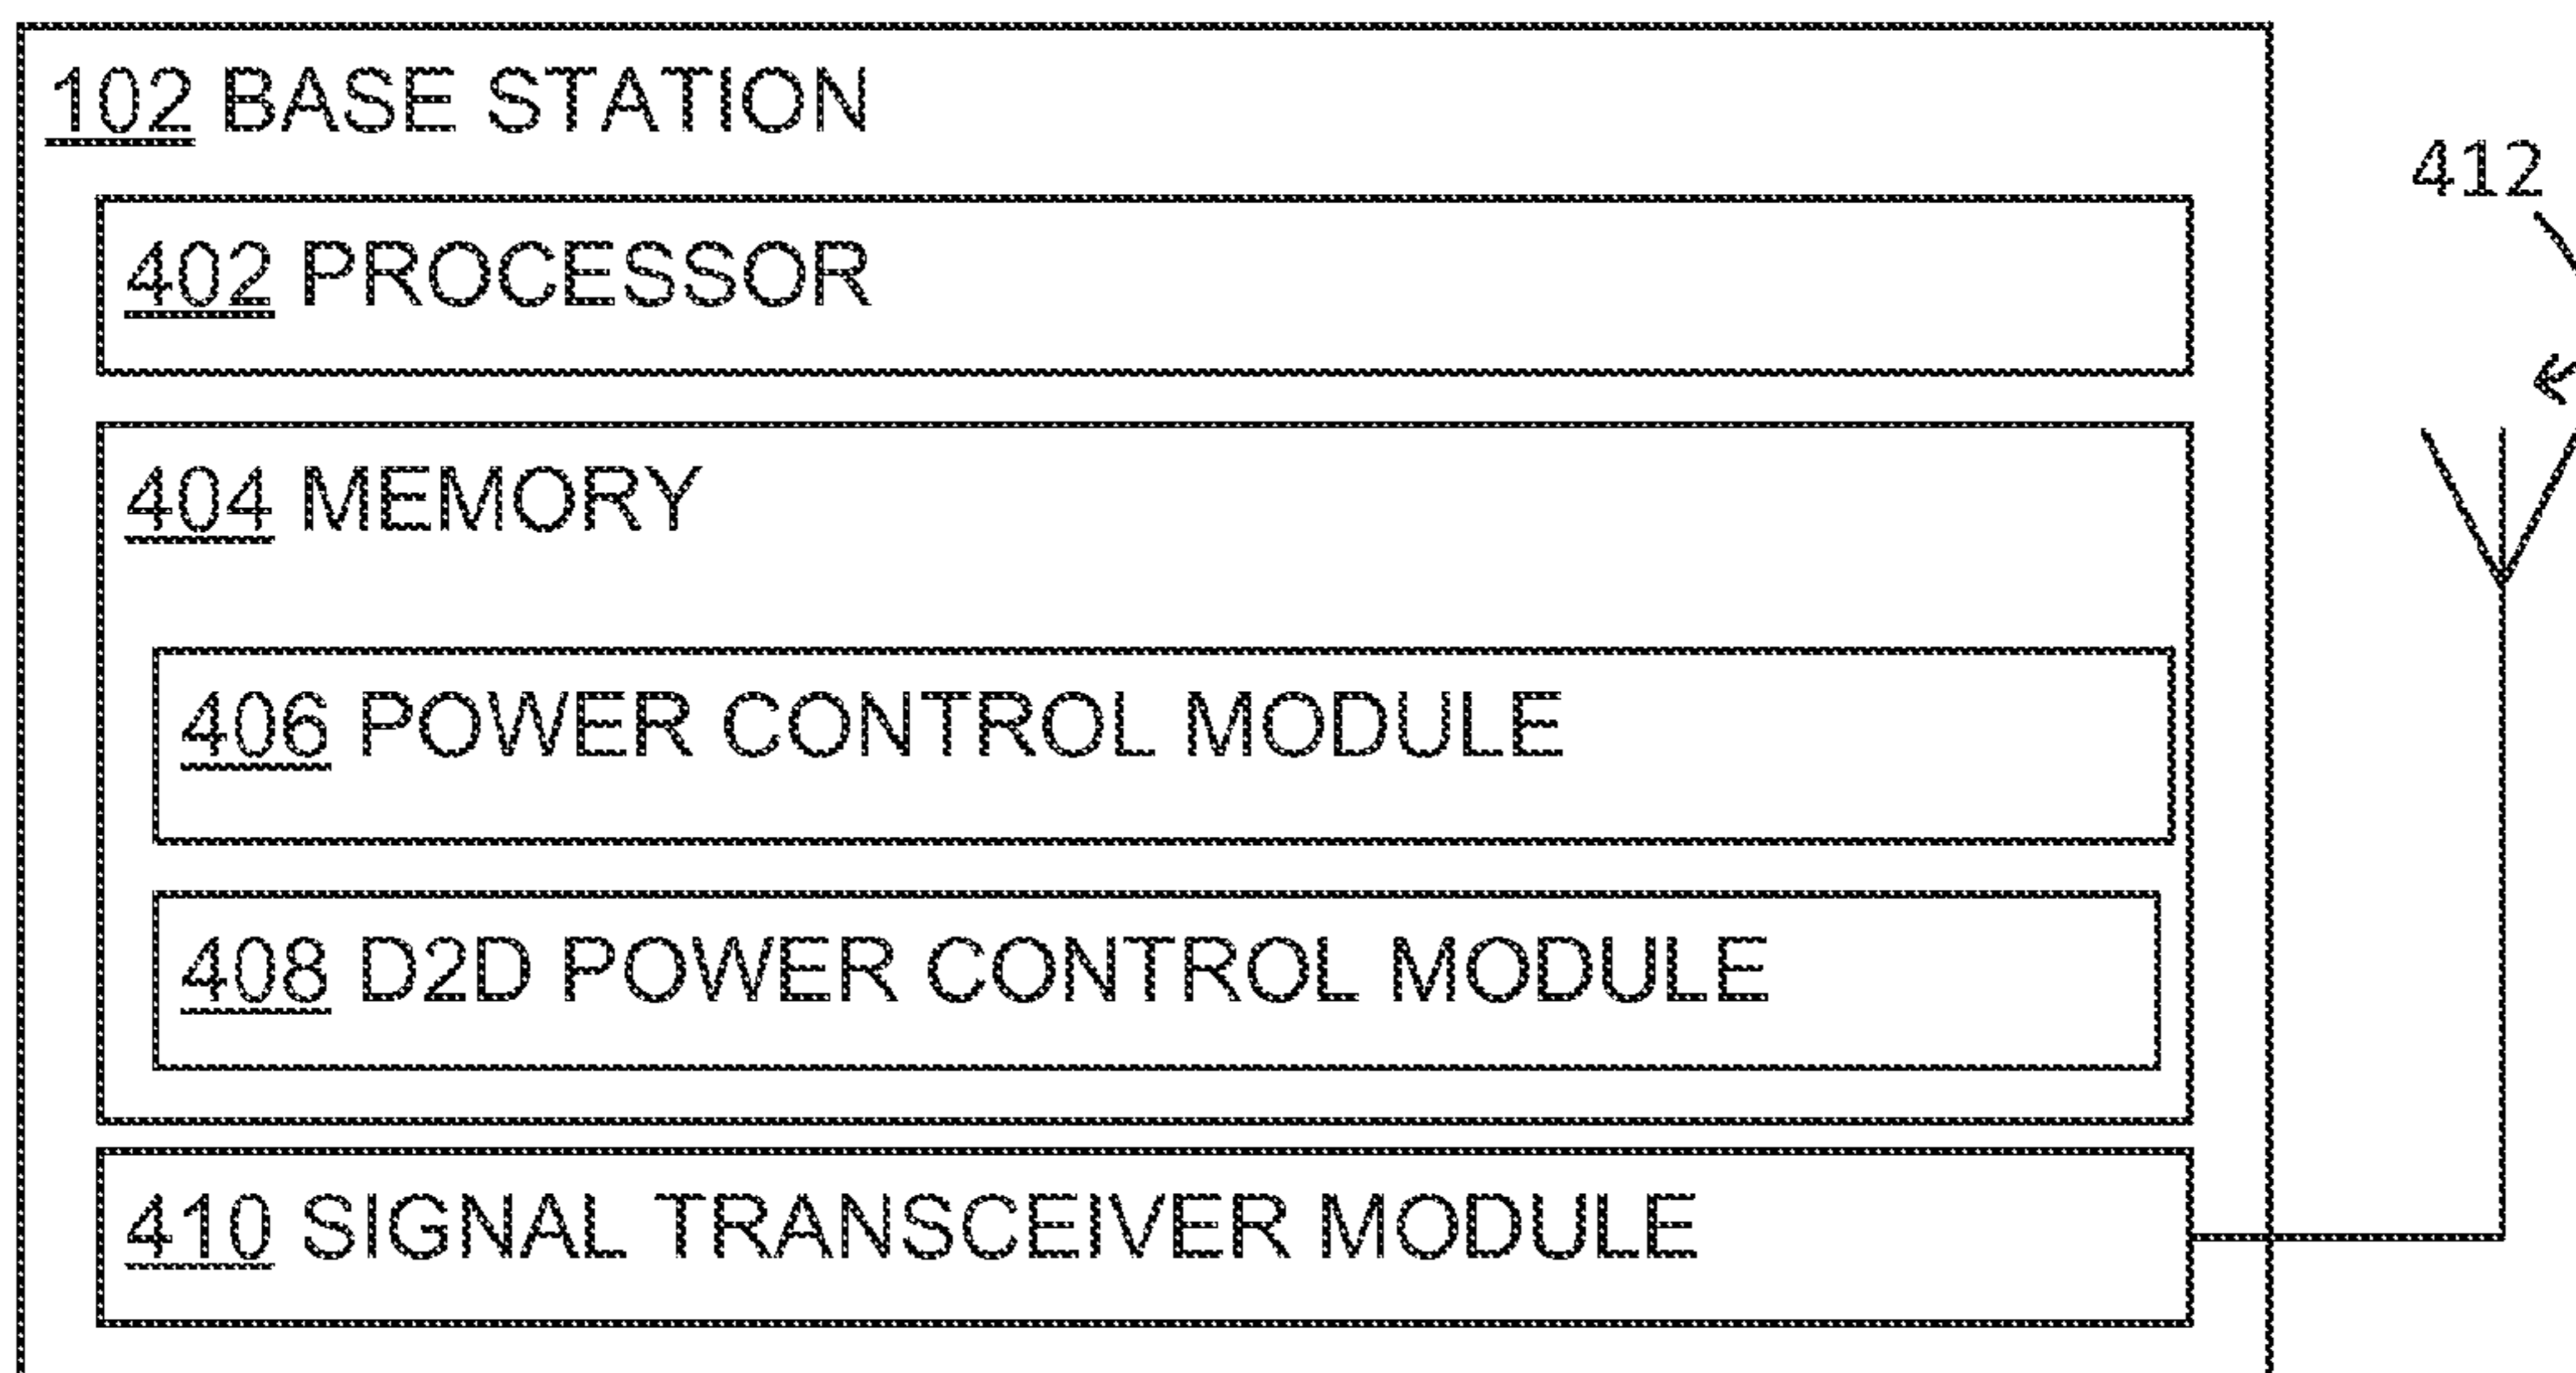 102 BASE STATION
412
402 PROCESSOR
404 MEMORY
406 POWER CONTROL MODULE
408 D2D POWER CONTROL MODULE
410 SIGNAL TRANSCEIVER MODULE